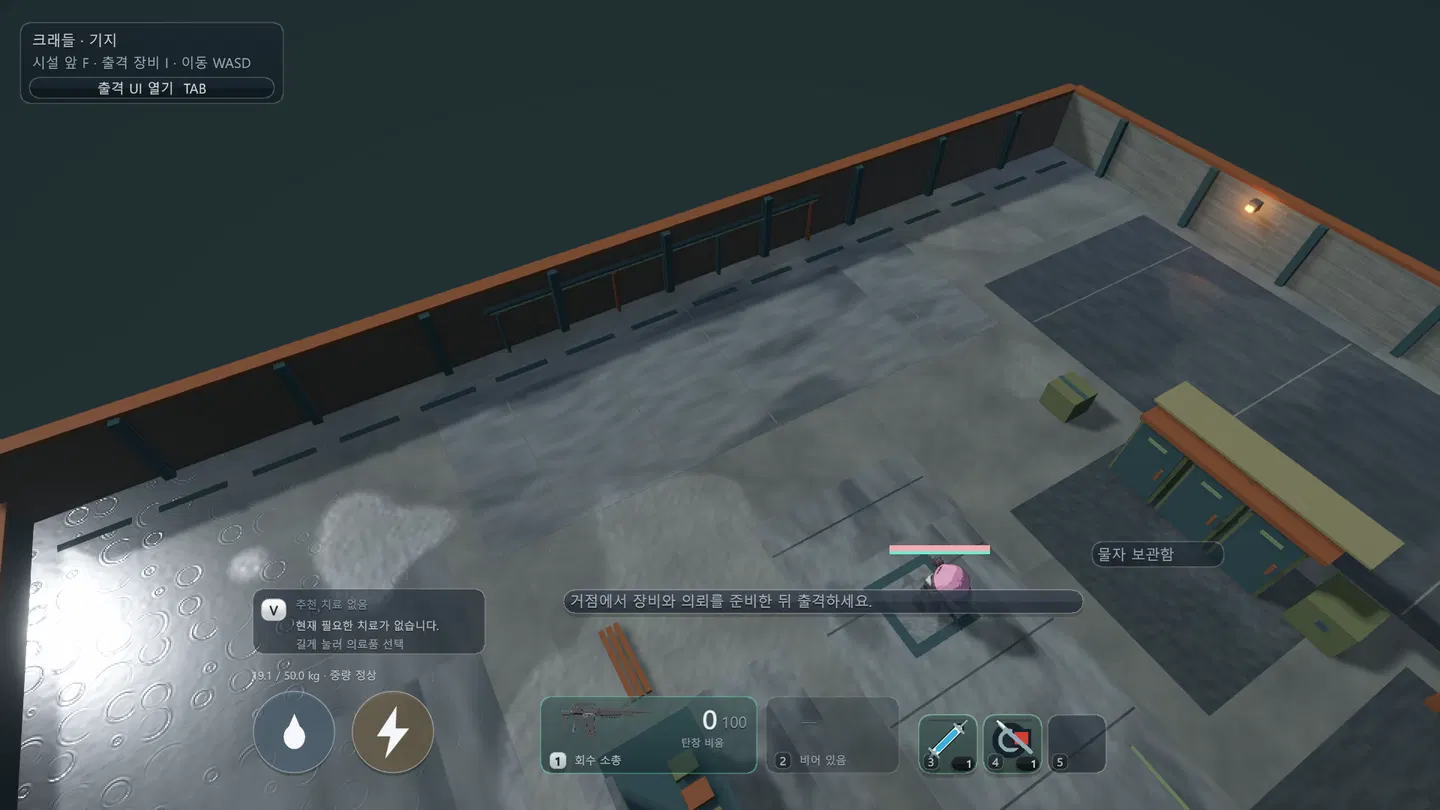 크래들 · 기지
시설 앞 F · 출격 장비 I · 이동 WASD
출격 UI 열기 TAB
물자 보관함
거점에서 장비와 의뢰를 준비한 뒤 출격하세요.
V
추천 치료 없음
현재 필요한 치료가 없습니다.
길게 눌러 의료품 선택
19.1 / 50.0 kg · 중량 정상
0 100
탄창 비움
1 회수 소총
2 비어 있음
3 1
4 1
5